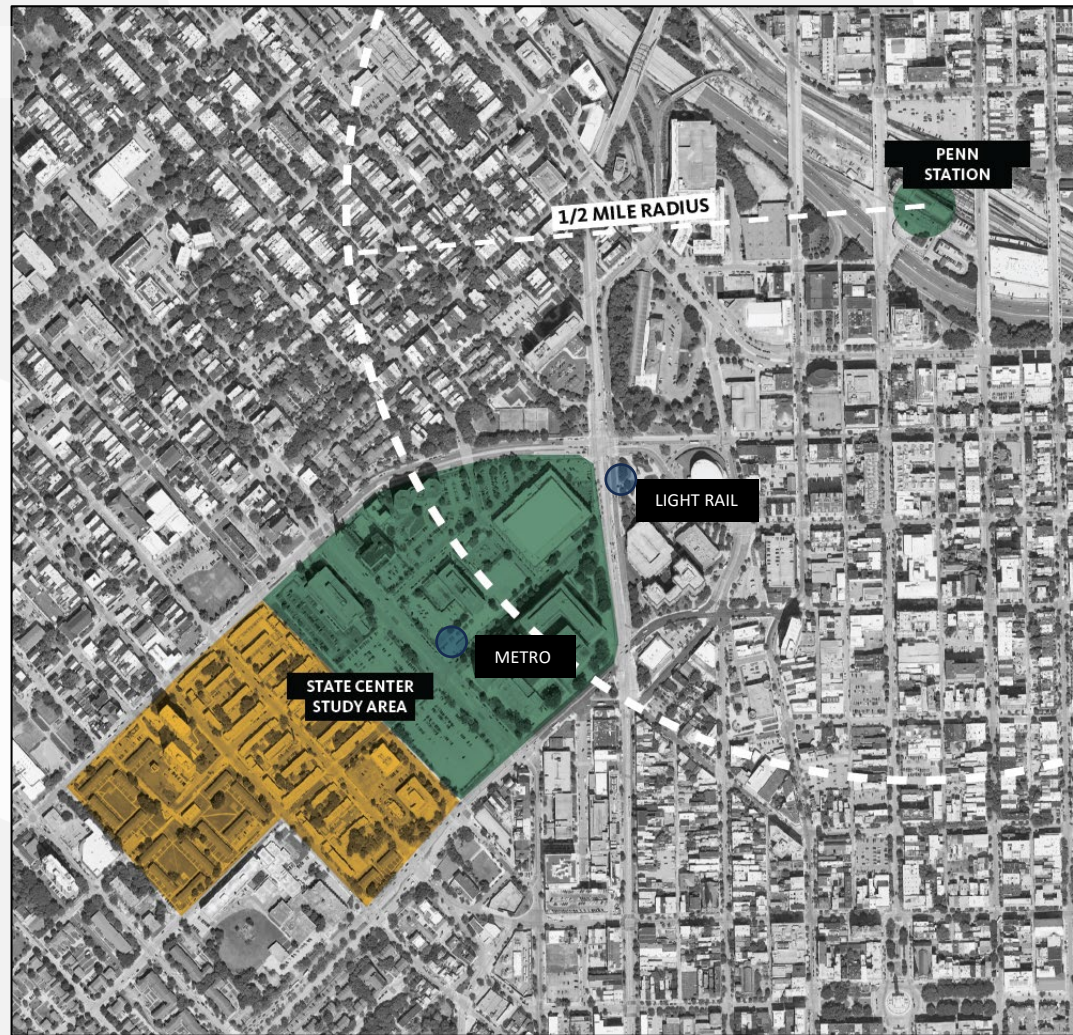 PENN
STATION
1/2 MILE RADIUS
LIGHT RAIL
METRO
STATE CENTER
STUDY AREA